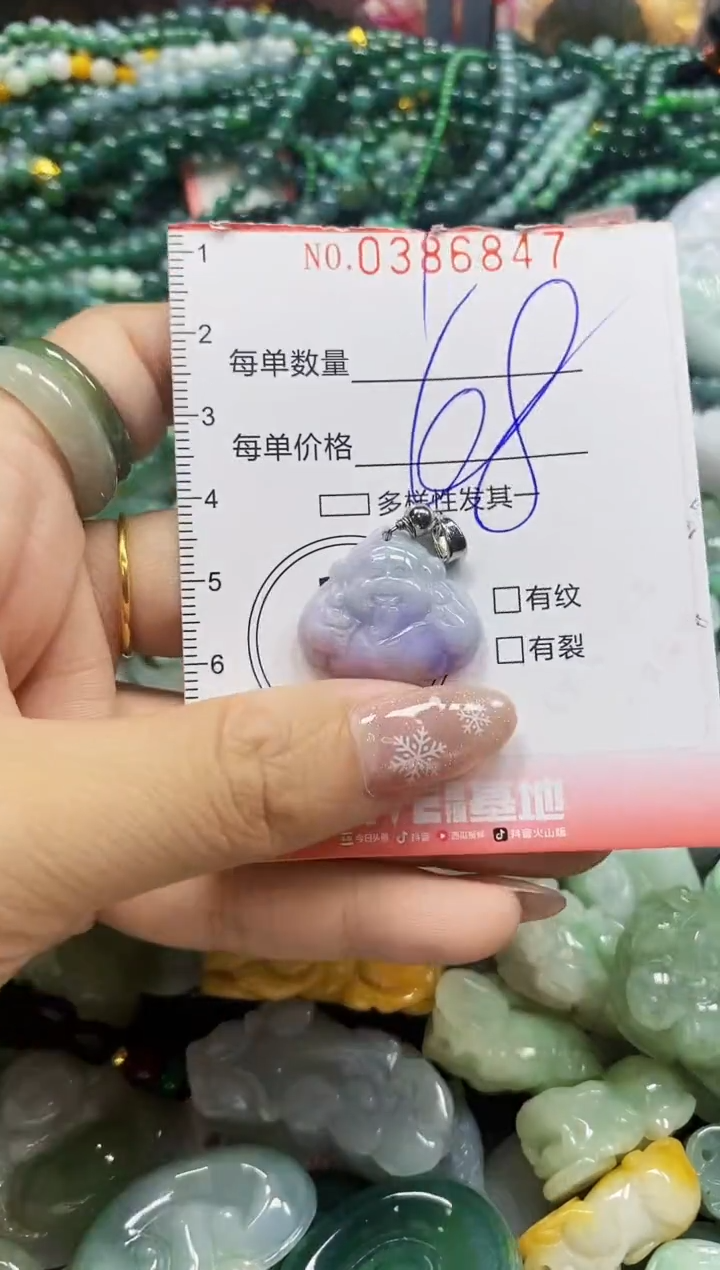 1
NO.0386847
2
每单数量
68
3
每单价格
4
多样性发其一
5
有纹
有裂
6
基地
今日头条 抖音 西瓜视频 抖音火山版